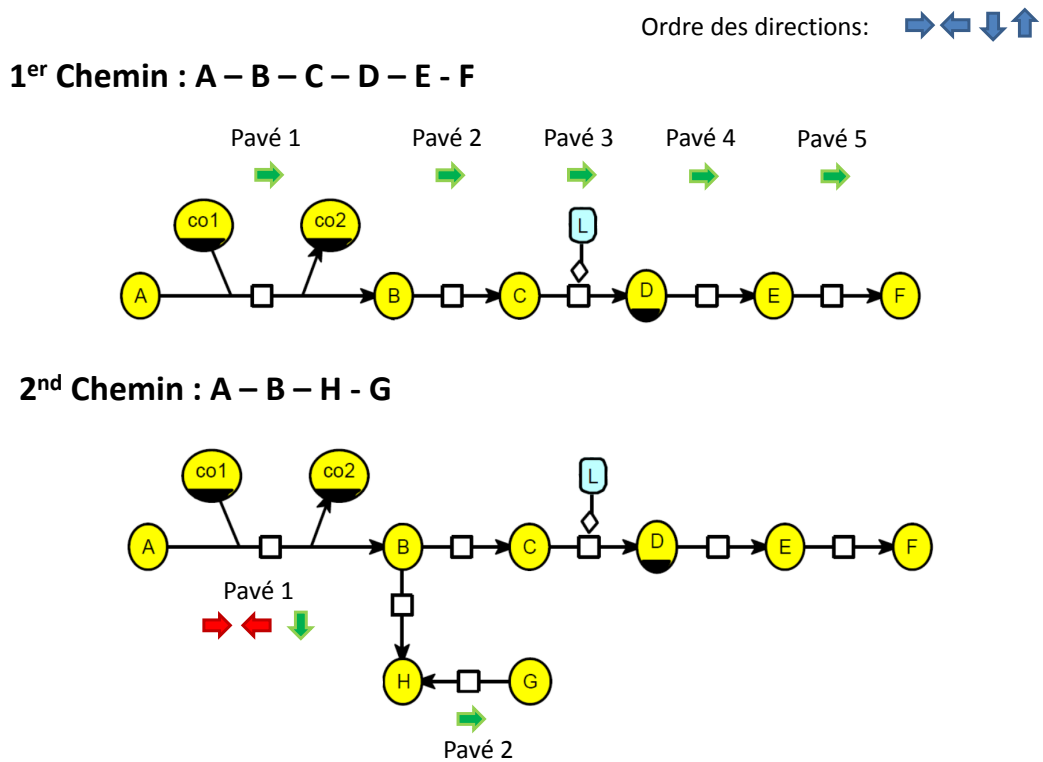 Ordre des directions:
1er Chemin : A – B – C – D – E - F
Pavé 1 Pavé 2 Pavé 3 Pavé 4 Pavé 5
co1 co2 L
A B C D E F
2nd Chemin : A – B – H - G
co1 co2 L
A B C D E F
Pavé 1
H G
Pavé 2